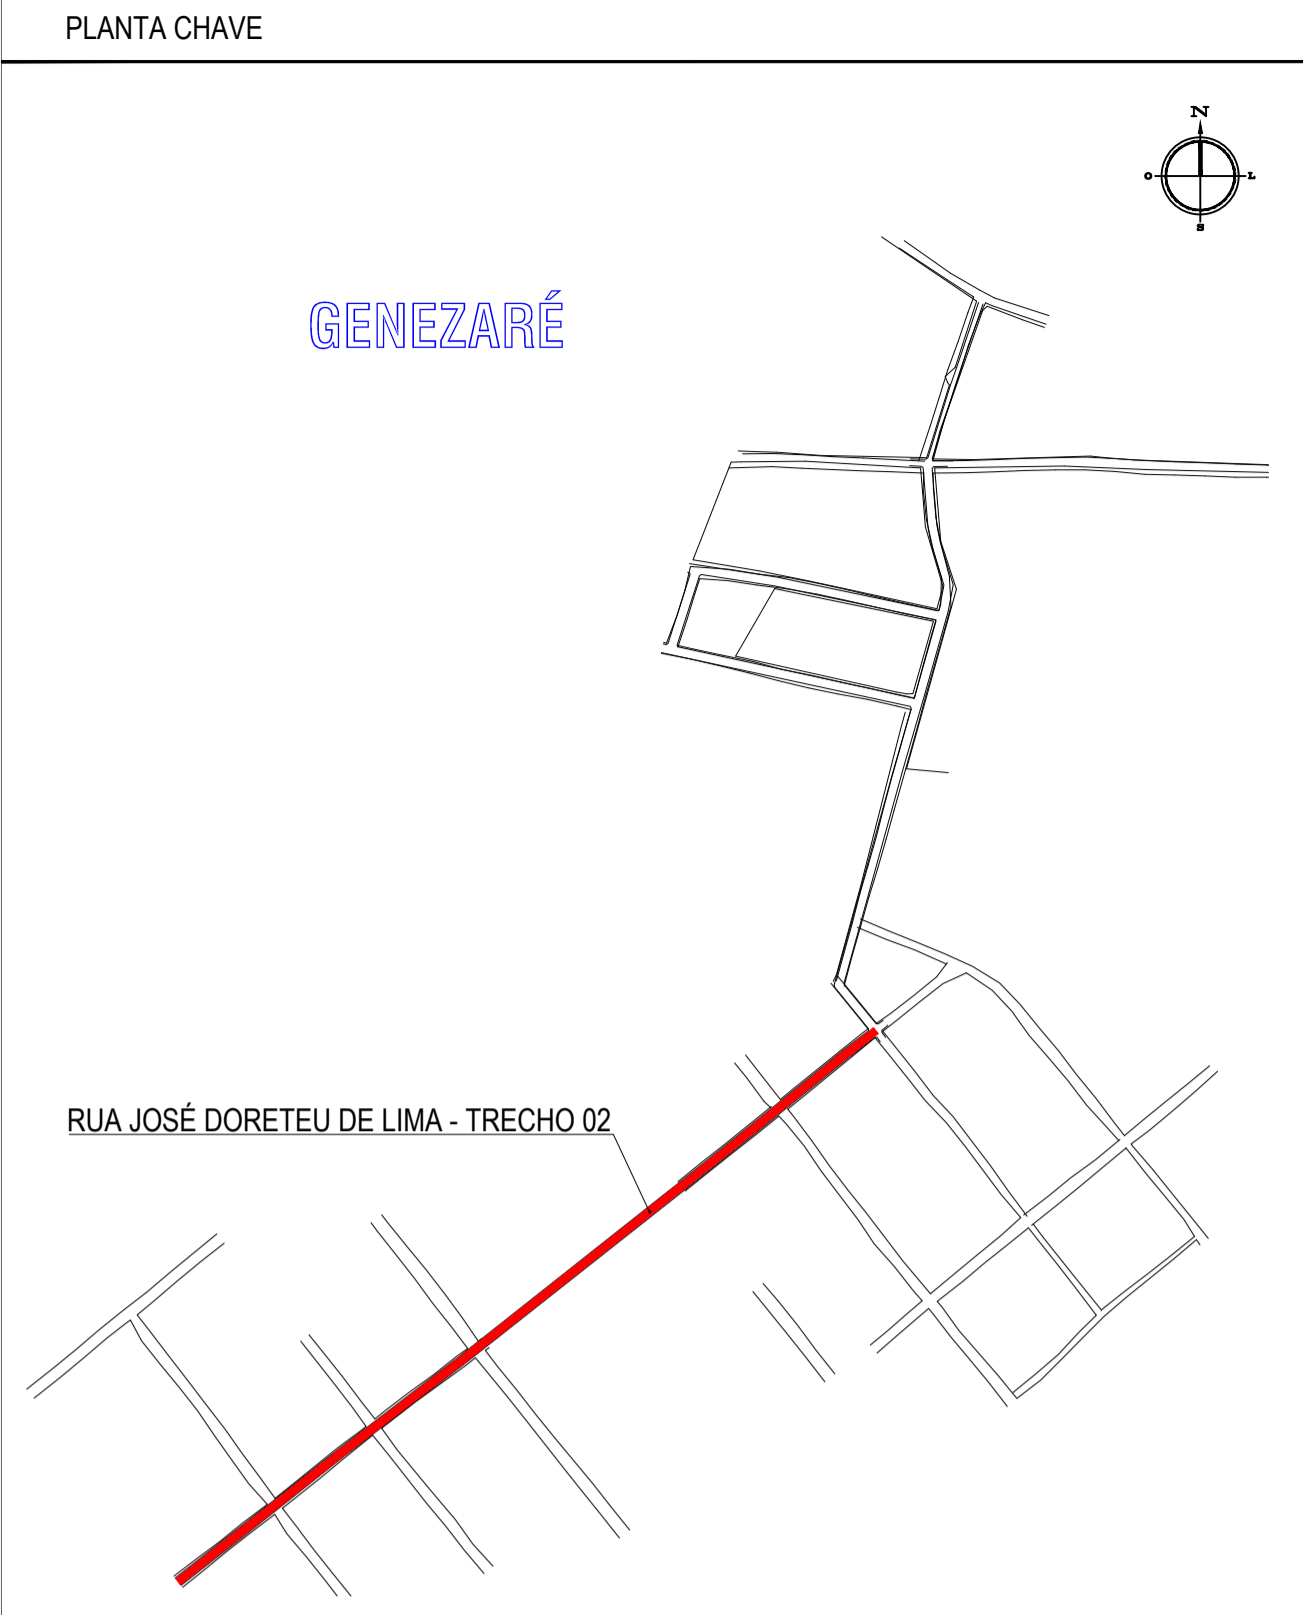 PLANTA CHAVE
N
O L
S
GENEZARÉ
RUA JOSÉ DORETEU DE LIMA - TRECHO 02